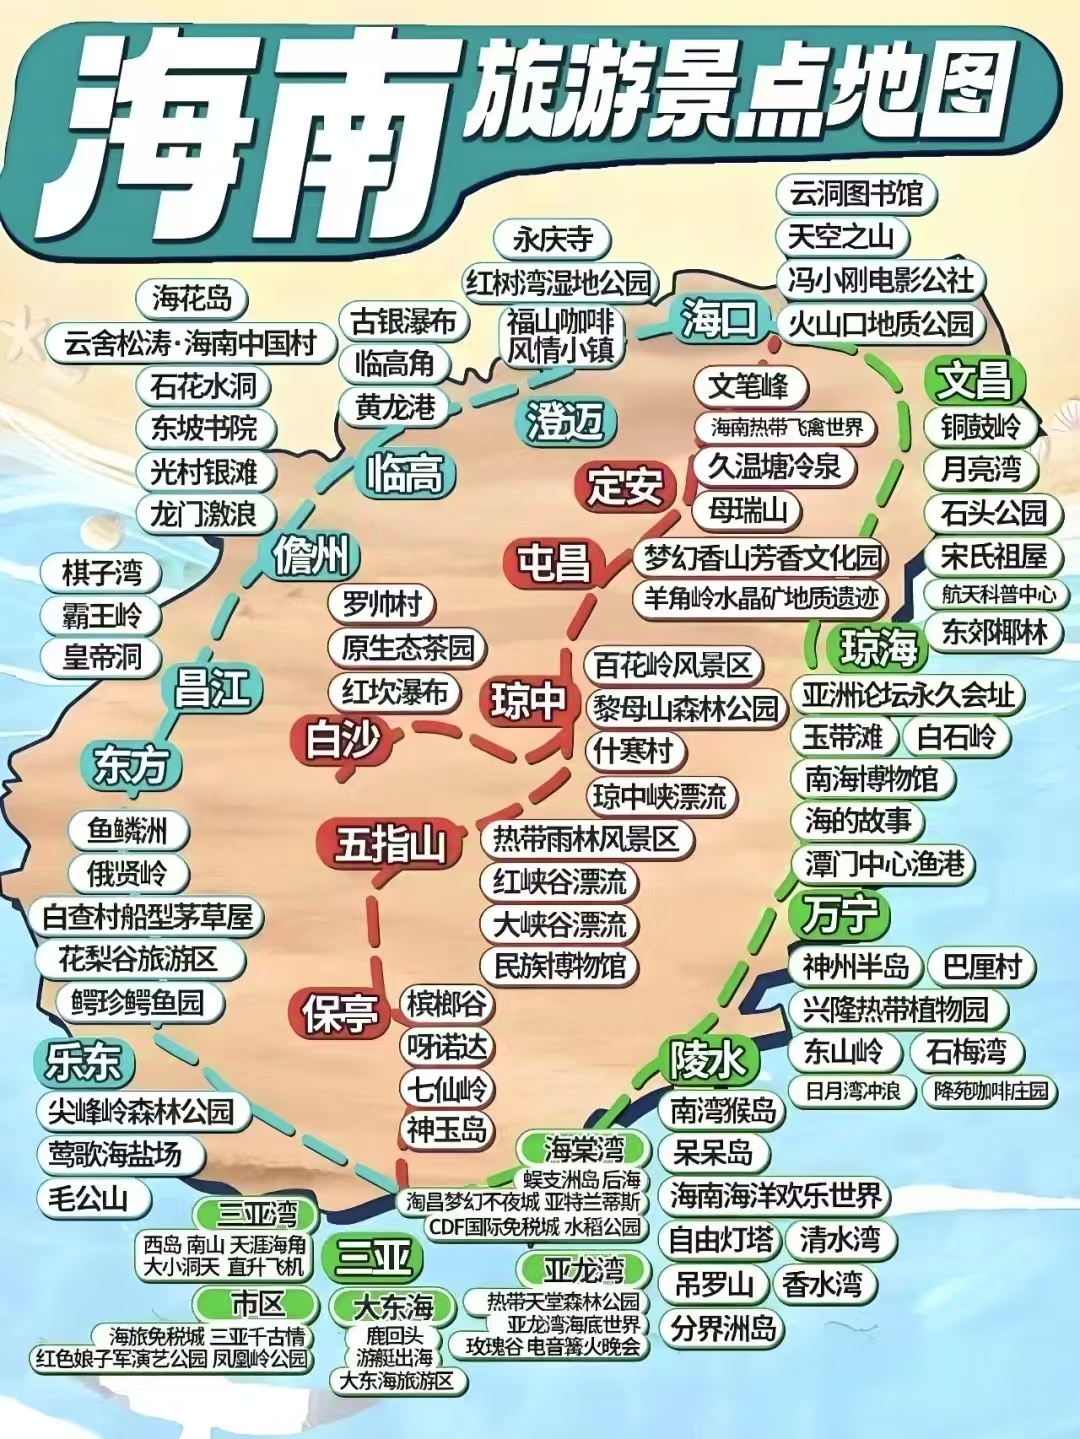 海南
旅游景点地图
云洞图书馆
天空之山
冯小刚电影公社
火山口地质公园
海口
永庆寺
红树湾湿地公园
福山咖啡
风情小镇
澄迈
古银瀑布
临高角
黄龙港
临高
海花岛
云舍松涛·海南中国村
石花水洞
东坡书院
光村银滩
龙门激浪
儋州
棋子湾
霸王岭
皇帝洞
昌江
东方
鱼鳞洲
俄贤岭
白查村船型茅草屋
花梨谷旅游区
鳄珍鳄鱼园
乐东
尖峰岭森林公园
莺歌海盐场
毛公山
文笔峰
海南热带飞禽世界
久温塘冷泉
母瑞山
定安
屯昌
梦幻香山芳香文化园
羊角岭水晶矿地质遗迹
罗帅村
原生态茶园
红坎瀑布
白沙
琼中
百花岭风景区
黎母山森林公园
什寒村
琼中峡漂流
五指山
热带雨林风景区
红峡谷漂流
大峡谷漂流
民族博物馆
保亭
槟榔谷
呀诺达
七仙岭
神玉岛
文昌
铜鼓岭
月亮湾
石头公园
宋氏祖屋
航天科普中心
东郊椰林
琼海
亚洲论坛永久会址
玉带滩 白石岭
南海博物馆
海的故事
潭门中心渔港
万宁
神州半岛 巴厘村
兴隆热带植物园
东山岭 石梅湾
日月湾冲浪 降苑咖啡庄园
陵水
南湾猴岛
呆呆岛
海南海洋欢乐世界
自由灯塔 清水湾
吊罗山 香水湾
分界洲岛
海棠湾
蜈支洲岛 后海
淘昌梦幻不夜城 亚特兰蒂斯
CDF国际免税城 水稻公园
亚龙湾
热带天堂森林公园
亚龙湾海底世界
玫瑰谷 电音篝火晚会
三亚
大东海
鹿回头
游艇出海
大东海旅游区
三亚湾
西岛 南山 天涯海角
大小洞天 直升飞机
市区
海旅免税城 三亚千古情
红色娘子军演艺公园 凤凰岭公园